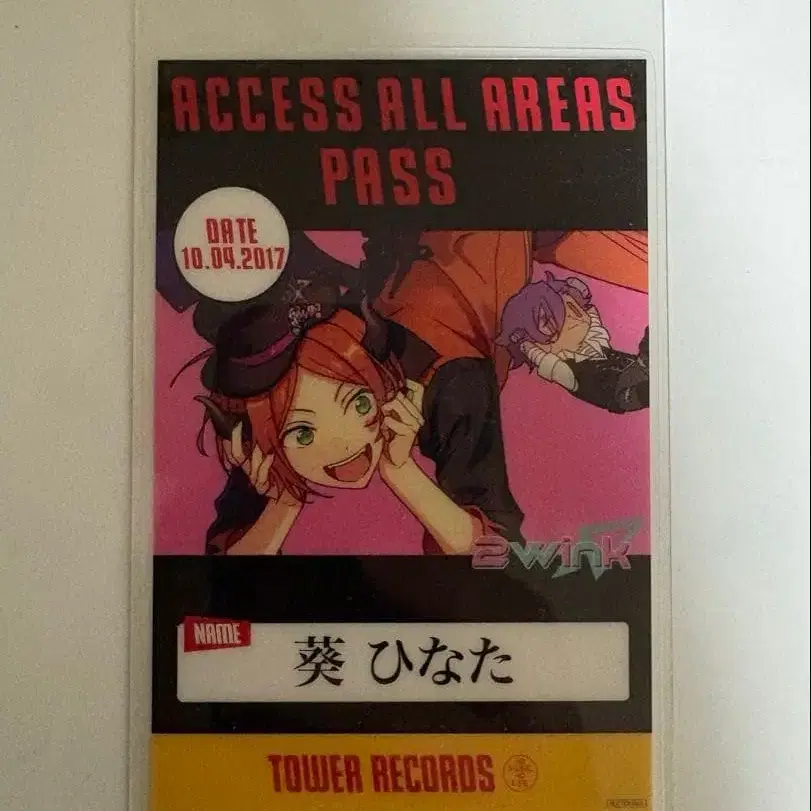 ACCESS ALL AREAS
PASS
DATE
10.04.2017
2wink
NAME
葵 ひなた
TOWER RECORDS